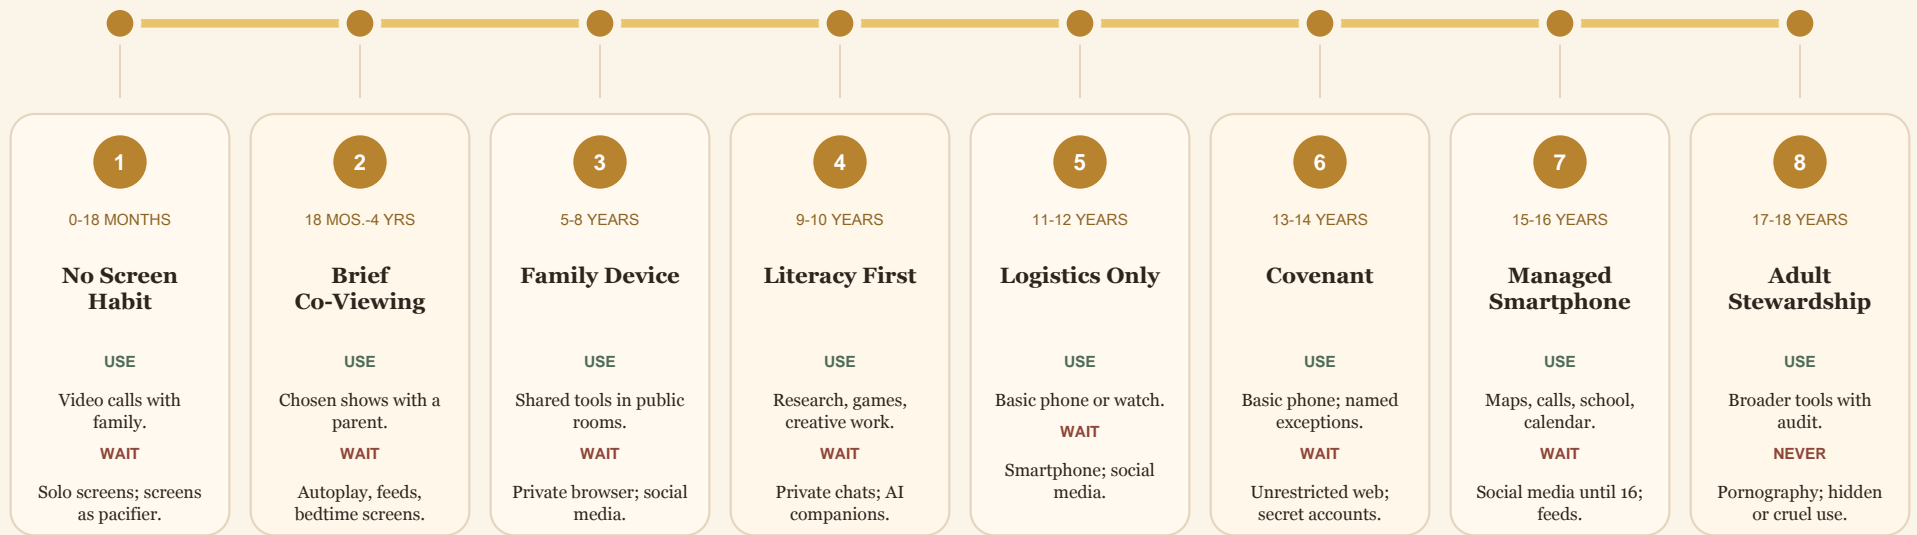 1
0-18 MONTHS
No Screen
Habit
USE
Video calls with
family.
WAIT
Solo screens; screens
as pacifier.
2
18 MOS.-4 YRS
Brief
Co-Viewing
USE
Chosen shows with a
parent.
WAIT
Autoplay, feeds,
bedtime screens.
3
5-8 YEARS
Family Device
USE
Shared tools in public
rooms.
WAIT
Private browser; social
media.
4
9-10 YEARS
Literacy First
USE
Research, games,
creative work.
WAIT
Private chats; AI
companions.
5
11-12 YEARS
Logistics Only
USE
Basic phone or watch.
WAIT
Smartphone; social
media.
6
13-14 YEARS
Covenant
USE
Basic phone; named
exceptions.
WAIT
Unrestricted web;
secret accounts.
7
15-16 YEARS
Managed
Smartphone
USE
Maps, calls, school,
calendar.
WAIT
Social media until 16;
feeds.
8
17-18 YEARS
Adult
Stewardship
USE
Broader tools with
audit.
NEVER
Pornography; hidden
or cruel use.